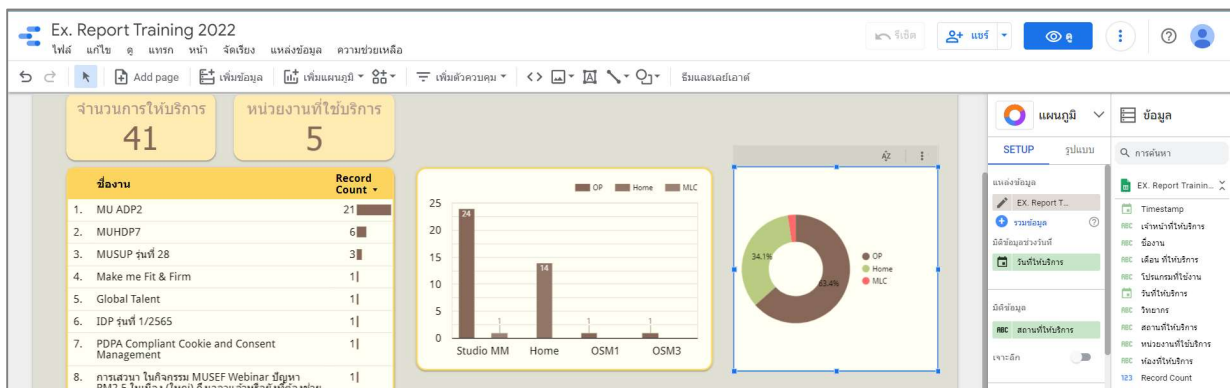 Ex. Report Training 2022
ไฟล์ แก้ไข ดู แทรก หน้า จัดเรียง แหล่งข้อมูล ความช่วยเหลือ
รีเซ็ต
แชร์
ดู
Add page
เพิ่มข้อมูล
เพิ่มแผนภูมิ
เพิ่มตัวควบคุม
ธีมและเลย์เอาต์
จำนวนการให้บริการ
41
หน่วยงานที่ใช้บริการ
5
ชื่องาน Record Count
1. MU ADP2 21
2. MUHDP7 6
3. MUSUP รุ่นที่ 28 3
4. Make me Fit & Firm 1
5. Global Talent 1
6. IDP รุ่นที่ 1/2565 1
7. PDPA Compliant Cookie and Consent 1
Management
8. การเสวนา ในกิจกรรม MUSEF Webinar ปัญหา 1
OP Home MLC
25
20
15
10
5
0
24
1
14
1
1
Studio MM Home OSM1 OSM3
34.1%
63.4%
OP
Home
MLC
แผนภูมิ
SETUP รูปแบบ
แหล่งข้อมูล
EX. Report T...
รวมข้อมูล
มิติข้อมูลช่วงวันที่
วันที่ให้บริการ
มิติข้อมูล
ABC สถานที่ให้บริการ
เจาะลึก
ข้อมูล
การค้นหา
EX. Report Trainin...
Timestamp
ABC เจ้าหน้าที่ให้บริการ
ABC ชื่องาน
ABC เดือน ที่ให้บริการ
ABC โปรแกรมที่ใช้งาน
วันที่ให้บริการ
ABC วิทยากร
ABC สถานที่ให้บริการ
ABC หน่วยงานที่ใช้บริการ
ABC ห้องที่ให้บริการ
123 Record Count